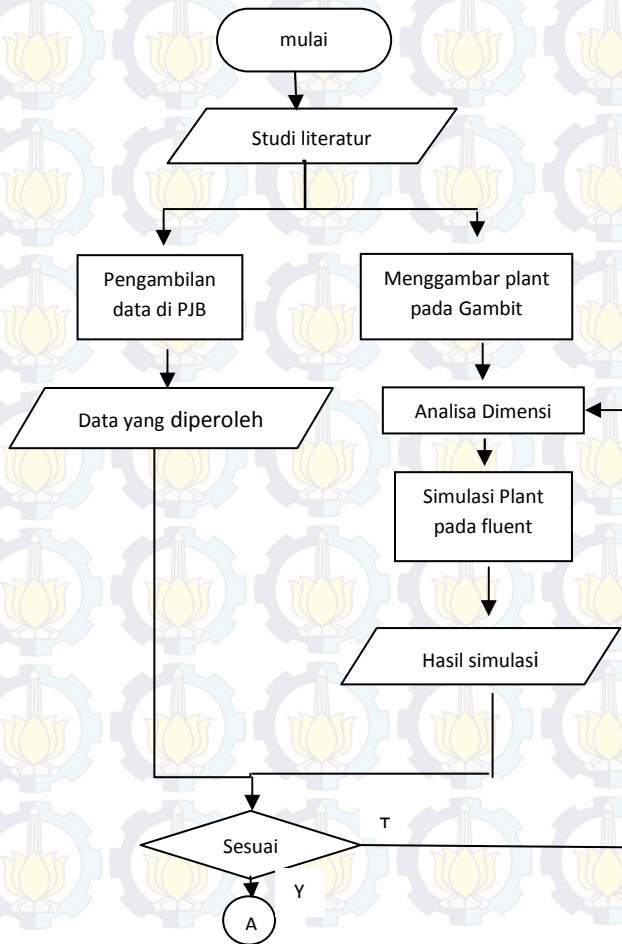 mulai
Studi literatur
Pengambilan
data di PJB
Menggambar plant
pada Gambit
Data yang diperoleh
Analisa Dimensi
Simulasi Plant
pada fluent
Hasil simulasi
Sesuai
T
Y
A